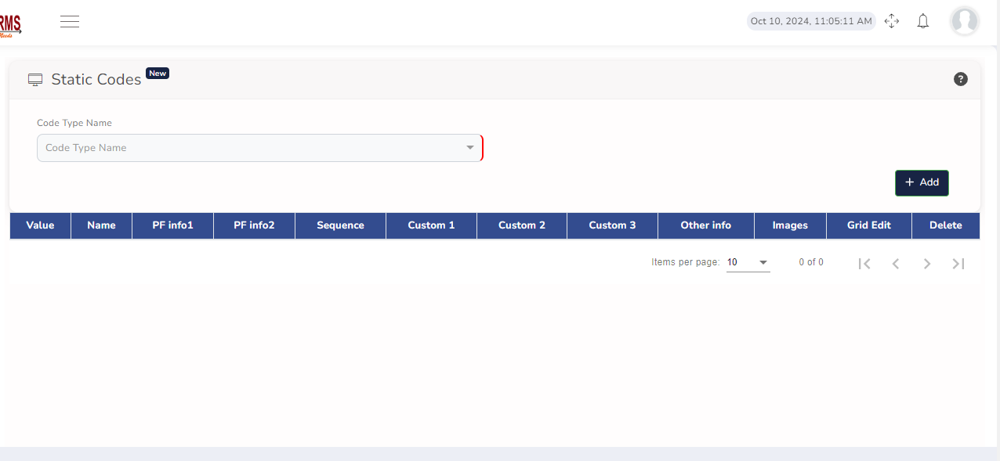 RMS
Needs
Oct 10, 2024, 11:05:11 AM
Static Codes New
?
Code Type Name
Code Type Name
+ Add
Value Name PF info1 PF info2 Sequence Custom 1 Custom 2 Custom 3 Other info Images Grid Edit Delete
Items per page: 10 0 of 0